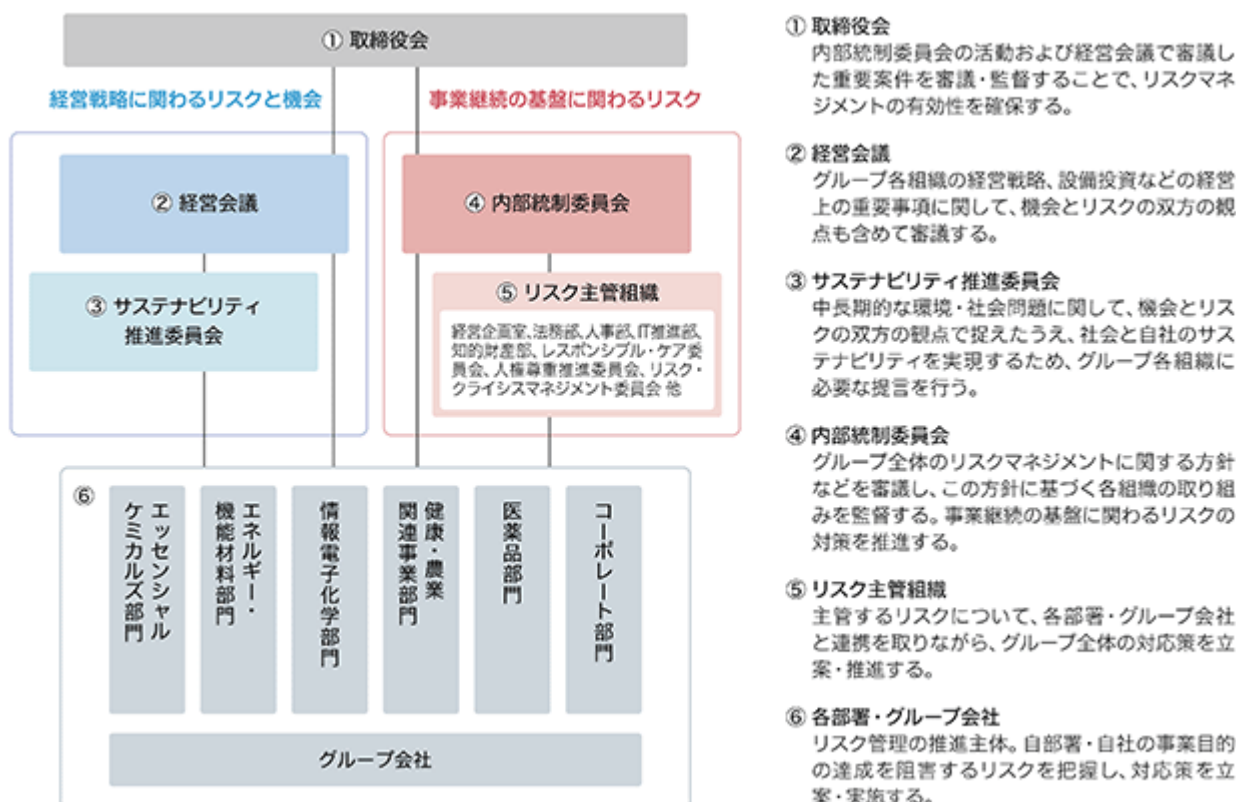 ① 取締役会
経営戦略に関わるリスクと機会
事業継続の基盤に関わるリスク
② 経営会議
④ 内部統制委員会
③ サステナビリティ
推進委員会
⑤ リスク主管組織
経営企画室、法務部、人事部、IT推進部、
知的財産部、レスポンシブル・ケア委
員会、人権尊重推進委員会、リスク・
クライシスマネジメント委員会 他
⑥
エッセンシャル
ケミカルズ部門
エネルギー・
機能材料部門
情報電子化学部門
健康・農業
関連事業部門
医薬品部門
コーポレート部門
グループ会社
① 取締役会
内部統制委員会の活動および経営会議で審議し
た重要案件を審議・監督することで、リスクマネ
ジメントの有効性を確保する。
② 経営会議
グループ各組織の経営戦略、設備投資などの経営
上の重要事項に関して、機会とリスクの双方の観
点も含めて審議する。
③ サステナビリティ推進委員会
中長期的な環境・社会問題に関して、機会とリス
クの双方の観点で捉えたうえ、社会と自社のサス
テナビリティを実現するため、グループ各組織に
必要な提言を行う。
④ 内部統制委員会
グループ全体のリスクマネジメントに関する方針
などを審議し、この方針に基づく各組織の取り組
みを監督する。事業継続の基盤に関わるリスクの
対策を推進する。
⑤ リスク主管組織
主管するリスクについて、各部署・グループ会社
と連携を取りながら、グループ全体の対応策を立
案・推進する。
⑥ 各部署・グループ会社
リスク管理の推進主体。自部署・自社の事業目的
の達成を阻害するリスクを把握し、対応策を立
案・実施する。